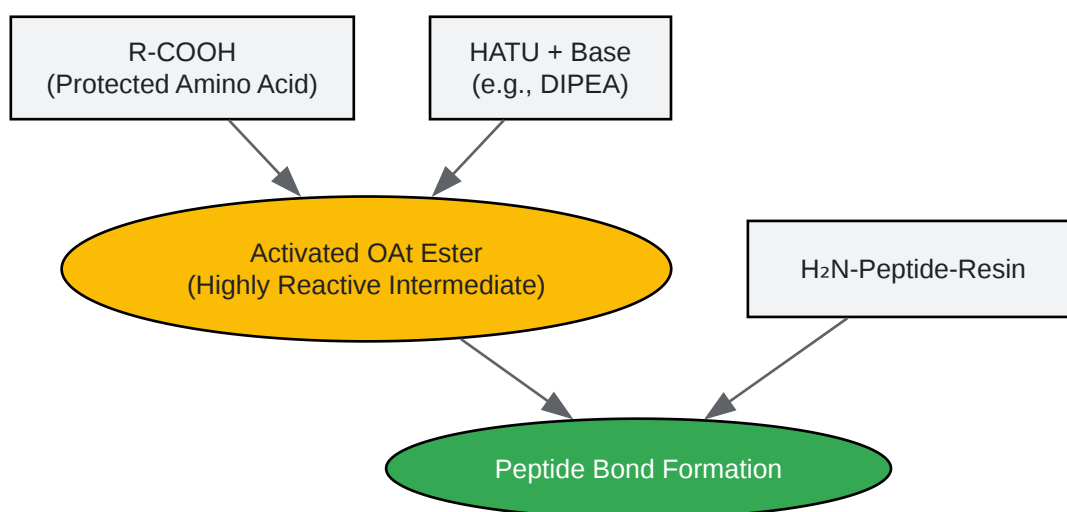 R-COOH
(Protected Amino Acid)
HATU + Base
(e.g., DIPEA)
Activated OAt Ester
(Highly Reactive Intermediate)
H₂N-Peptide-Resin
Peptide Bond Formation